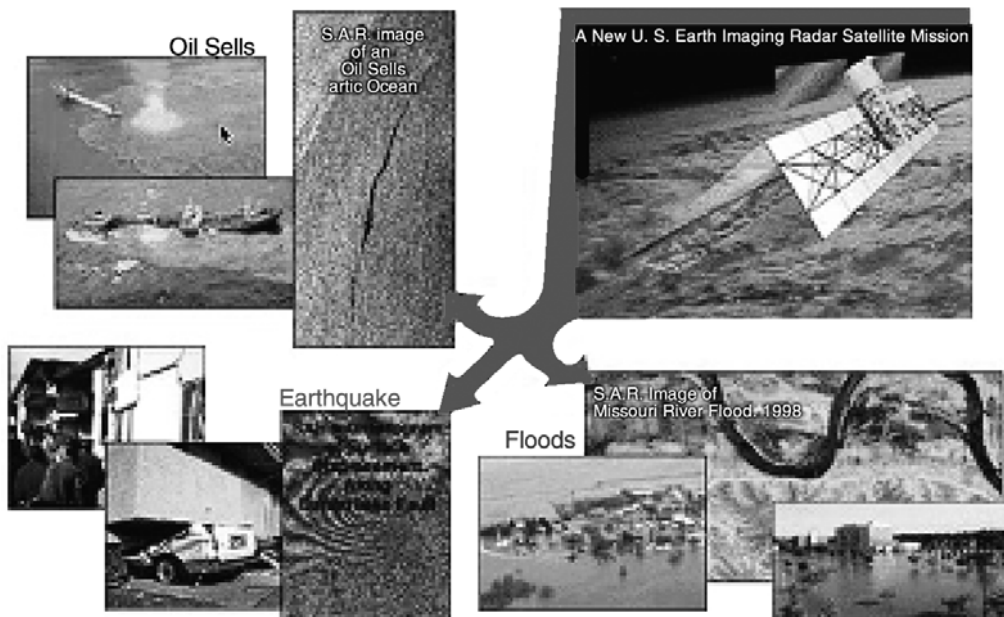 Oil Sells
S.A.R. image
of an
Oil Sells
artic Ocean
A New U. S. Earth Imaging Radar Satellite Mission
Earthquake
S.A.R. Image of
Missouri River Flood, 1998
Floods